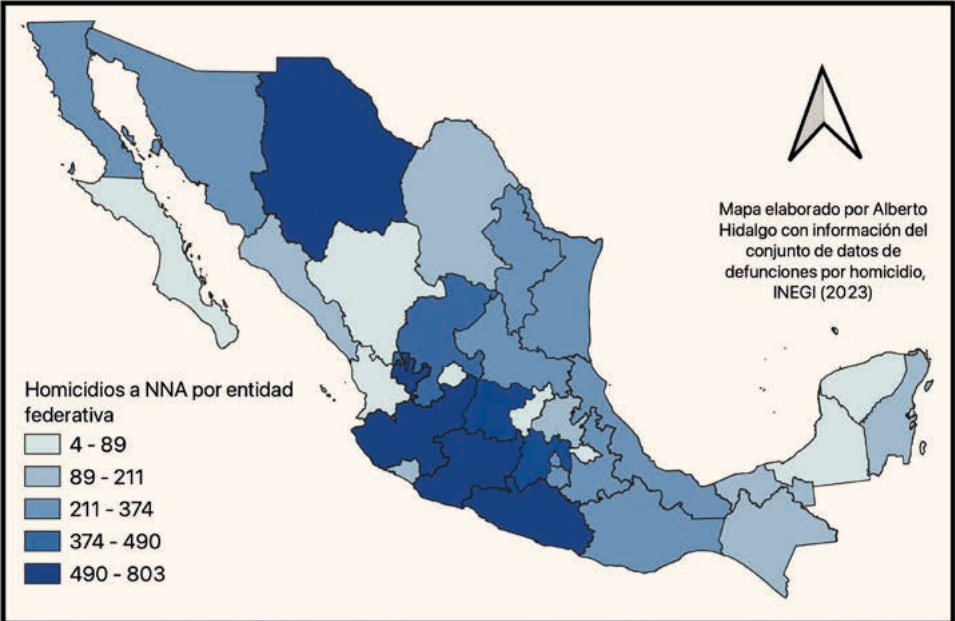 Mapa elaborado por Alberto
Hidalgo con información del
conjunto de datos de
defunciones por homicidio,
INEGI (2023)
Homicidios a NNA por entidad
federativa
4 - 89
89 - 211
211 - 374
374 - 490
490 - 803